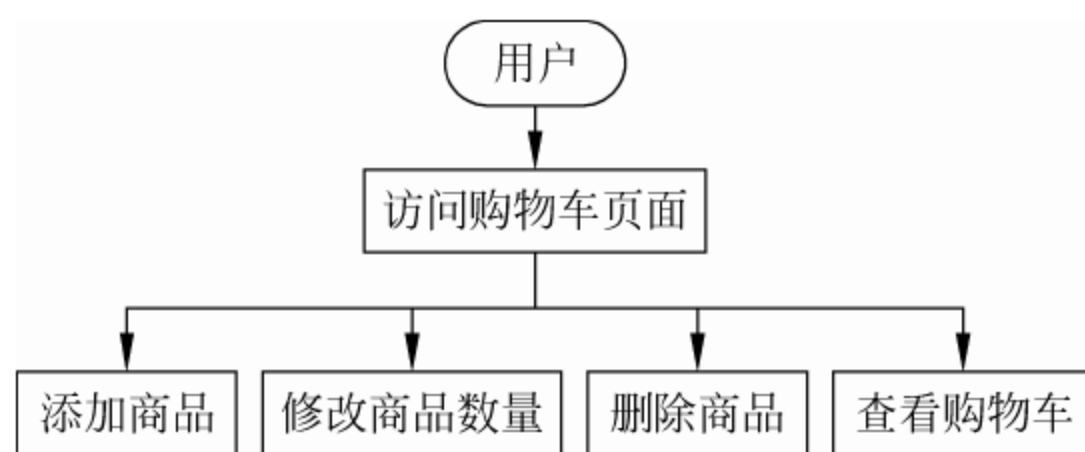 用户
访问购物车页面
添加商品
修改商品数量
删除商品
查看购物车